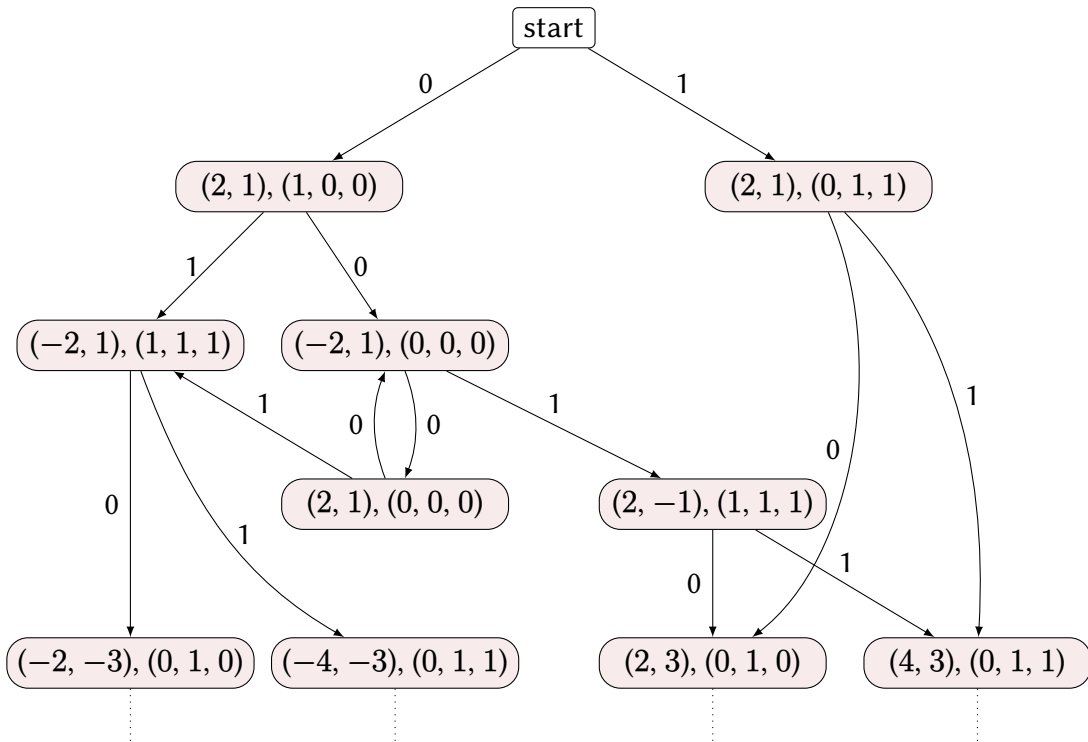 start
0 1
(2, 1), (1, 0, 0) (2, 1), (0, 1, 1)
1 0
(−2, 1), (1, 1, 1) (−2, 1), (0, 0, 0)
1 0 0 1 1
0
(2, 1), (0, 0, 0) (2, −1), (1, 1, 1)
0 1 0 1
(−2, −3), (0, 1, 0) (−4, −3), (0, 1, 1) (2, 3), (0, 1, 0) (4, 3), (0, 1, 1)